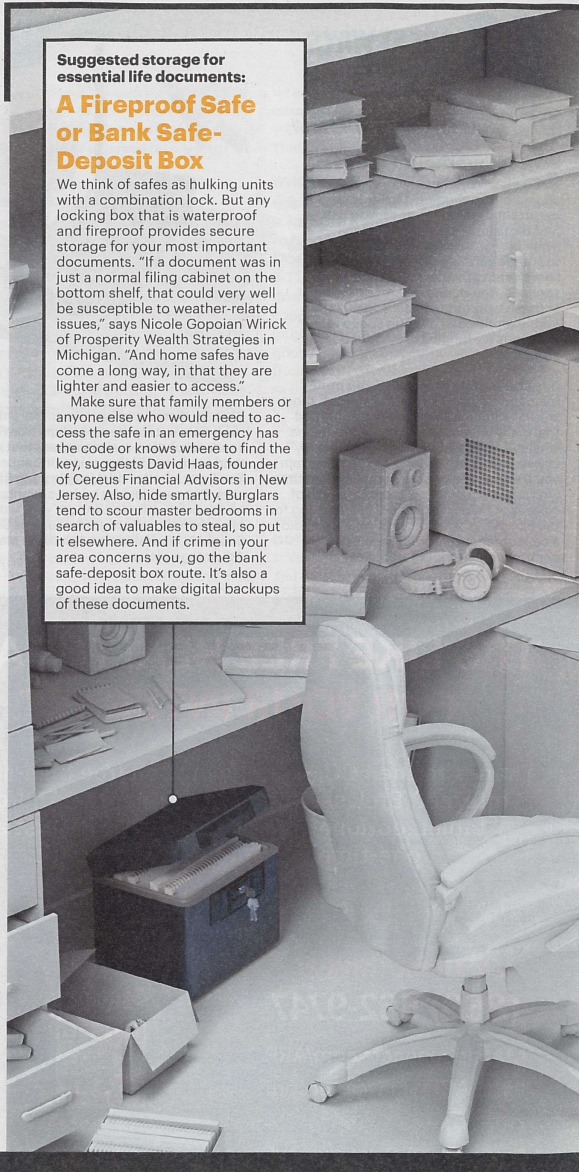 Suggested storage for
essential life documents:
A Fireproof Safe
or Bank Safe-
Deposit Box
We think of safes as hulking units
with a combination lock. But any
locking box that is waterproof
and fireproof provides secure
storage for your most important
documents. “If a document was in
just a normal filing cabinet on the
bottom shelf, that could very well
be susceptible to weather-related
issues,” says Nicole Gopoian Wirick
of Prosperity Wealth Strategies in
Michigan. “And home safes have
come a long way, in that they are
lighter and easier to access.”
Make sure that family members or
anyone else who would need to ac-
cess the safe in an emergency has
the code or knows where to find the
key, suggests David Haas, founder
of Cereus Financial Advisors in New
Jersey. Also, hide smartly. Burglars
tend to scour master bedrooms in
search of valuables to steal, so put
it elsewhere. And if crime in your
area concerns you, go the bank
safe-deposit box route. It’s also a
good idea to make digital backups
of these documents.